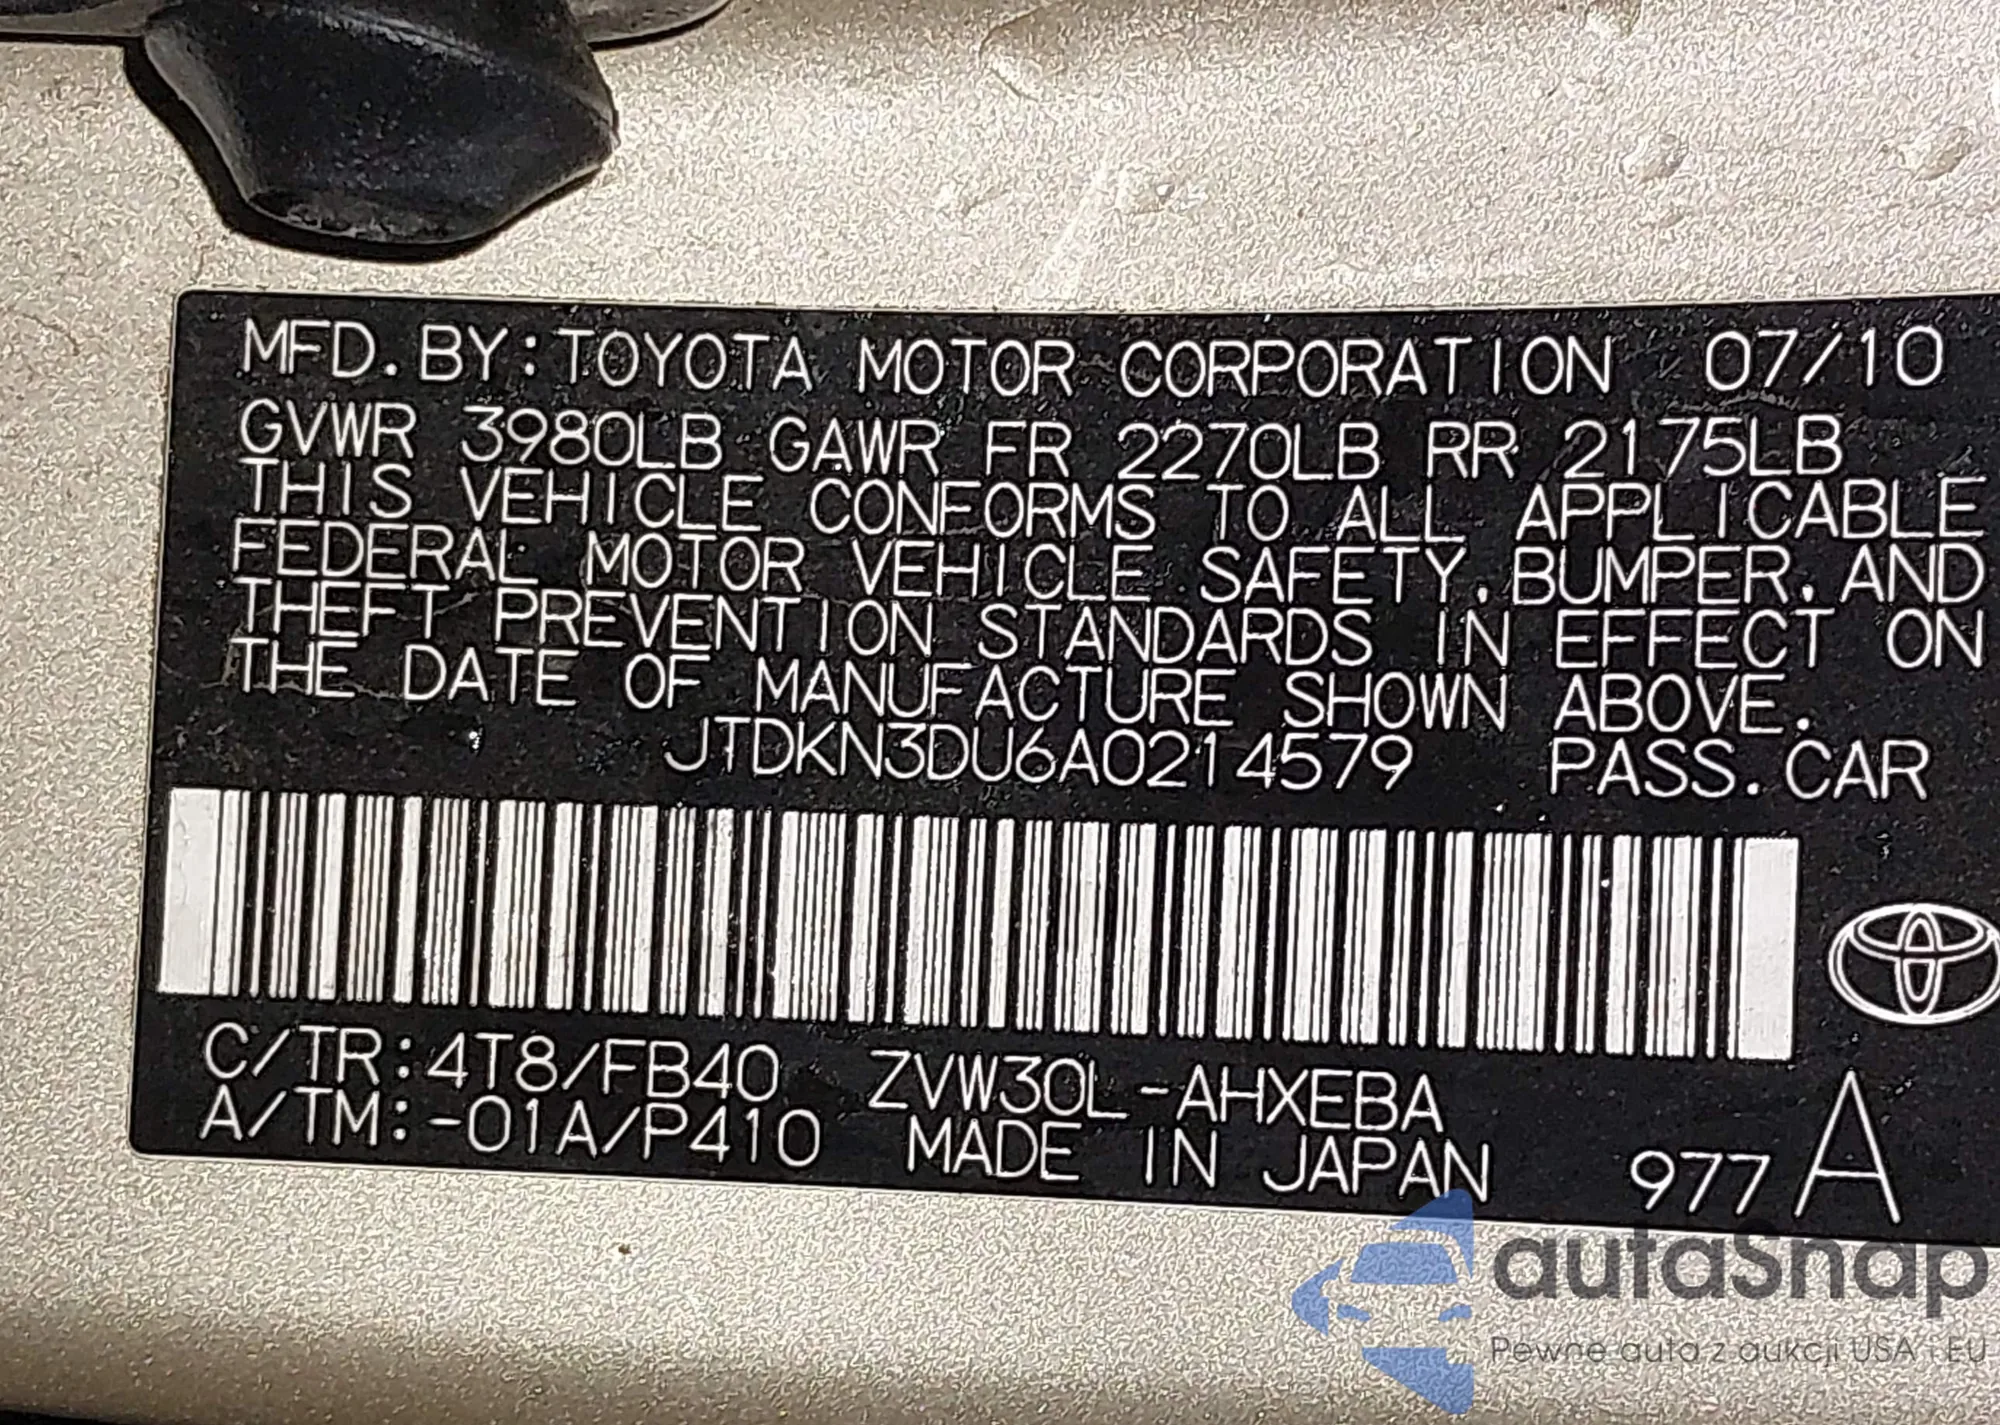 MFD. BY: TOYOTA MOTOR CORPORATION 07/10
GVWR 3980LB GAWR FR 2270LB RR 2175LB
THIS VEHICLE CONFORMS TO ALL APPLICABLE
FEDERAL MOTOR VEHICLE SAFETY, BUMPER, AND
THEFT PREVENTION STANDARDS IN EFFECT ON
THE DATE OF MANUFACTURE SHOWN ABOVE.
JTDKN3DU6A0214579 PASS. CAR
C/TR: 4T8/FB40 ZVW30L-AHXEBA
A/TM: -01A/P410 MADE IN JAPAN 977 A
autaSnap
Pewne auta z aukcji USA i EU